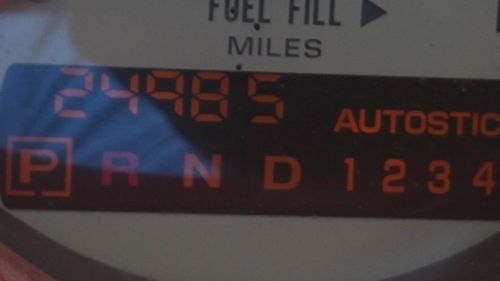 FUEL FILL
MILES
24985
AUTOSTIC
P R N D 1 2 3 4